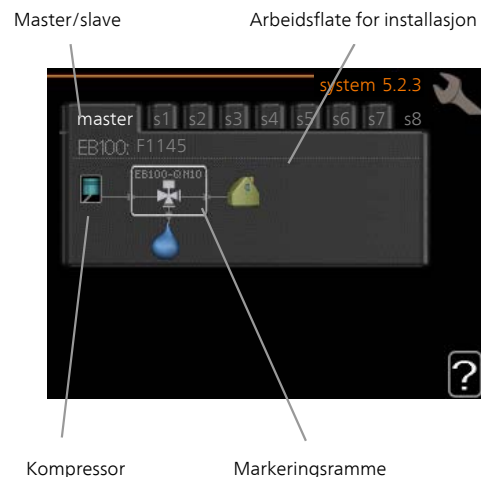 Master/slave
Arbeidsflate for installasjon
system 5.2.3
master s1 s2 s3 s4 s5 s6 s7 s8
EB100: F1145
EB100-QN10
?
Kompressor
Markeringsramme